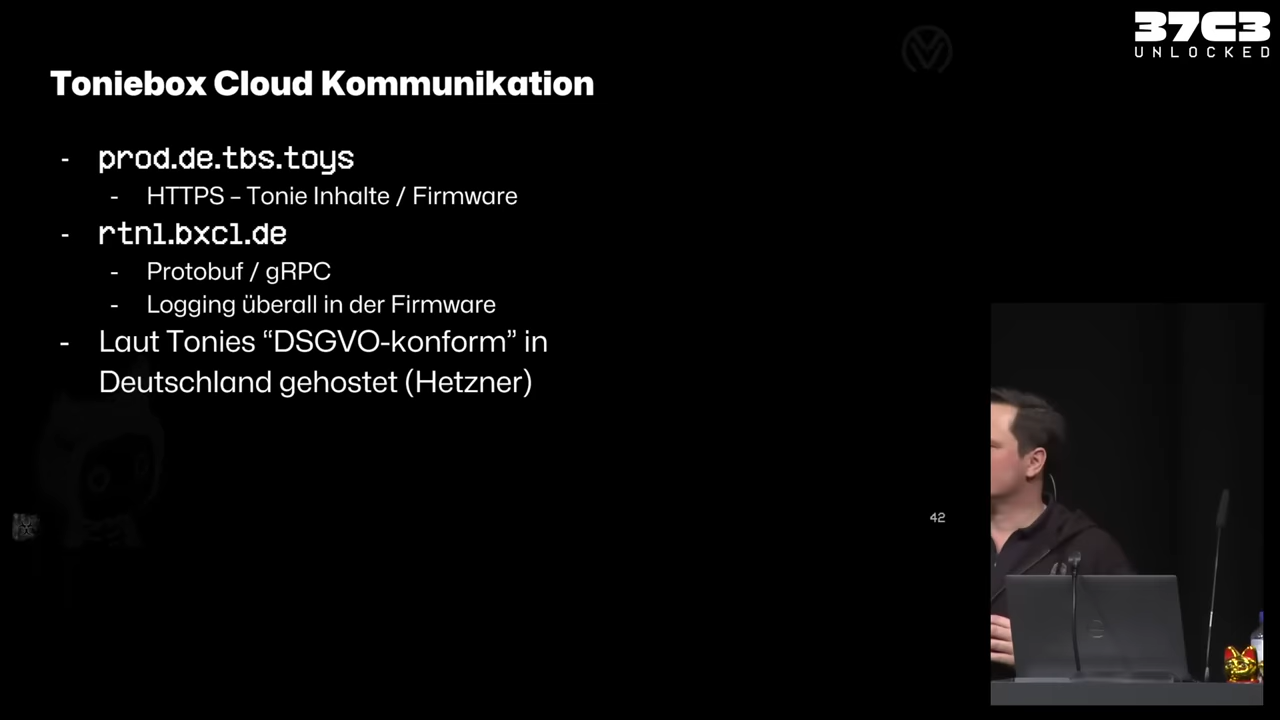 37C3
UNLOCKED
Toniebox Cloud Kommunikation
- prod.de.tbs.toys
- HTTPS – Tonie Inhalte / Firmware
- rtnl.bxcl.de
- Protobuf / gRPC
- Logging überall in der Firmware
- Laut Tonies “DSGVO-konform” in
Deutschland gehostet (Hetzner)
42